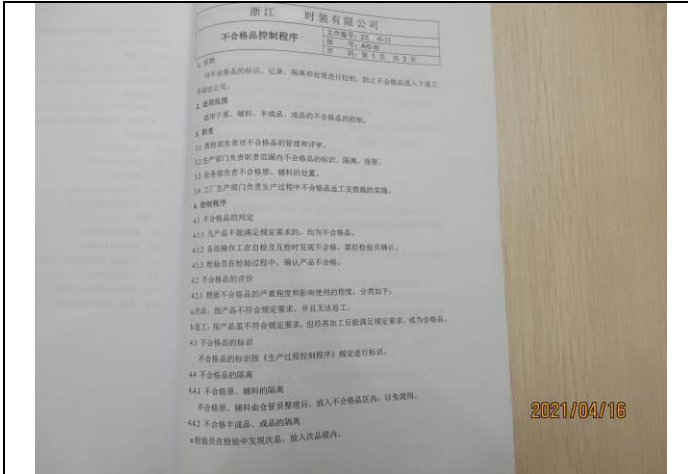 浙江 时装有限公司
不合格品控制程序
文件编号:
版 号: A/0版
页 码: 第 1 页 共 3 页
1. 目的
对不合格品的标识、记录、隔离和处理进行控制，防止不合格品流入下道工
序或出公司。
2. 适用范围
适用于原、辅料、半成品、成品的不合格品的控制。
3. 职责
3.1 质检部负责对不合格品的管理和评审。
3.2 生产部门负责职责范围内不合格品的标识、隔离、保管。
3.3 业务部负责不合格原、辅料的处置。
3.4 工厂生产部门负责生产过程中不合格品返工及措施的实施。
4. 控制程序
4.1 不合格品的判定
4.1.1 凡产品不能满足规定要求的，均为不合格品。
4.1.2 各组操作工在自检及互检时发现不合格，要经检验员确认。
4.1.3 检验员在检验过程中，确认产品不合格。
4.2 不合格品的评价
4.2.1 根据不合格品的严重程度和影响使用的程度，分类如下：
a.次品：指产品不符合规定要求，并且无法返工。
b.返工：指产品虽不符合规定要求，但经再加工后能满足规定要求，成为合格品。
4.3 不合格品的标识
不合格品的标识按《生产过程控制程序》规定进行标识。
4.4 不合格品的隔离
4.4.1 不合格原、辅料的隔离
不合格原、辅料由仓管员整理后，放入不合格品区内，以免混用。
4.4.2 不合格半成品、成品的隔离
a.检验员在检验中发现次品，放入次品筐内。
2021/04/16